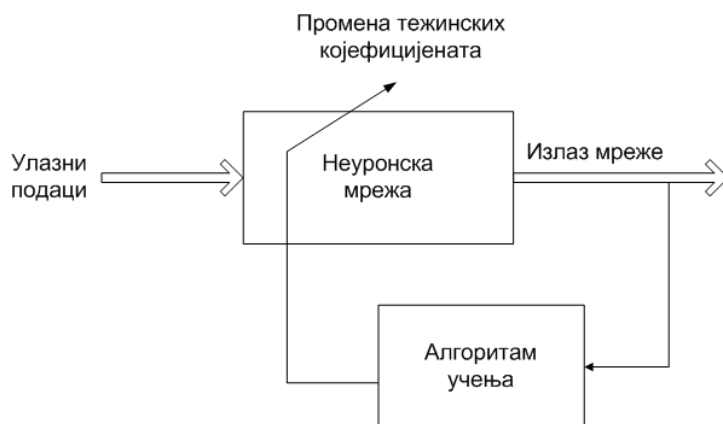 Промена тежинских
којефицијената
Улазни
подаци
Неуронска
мрежа
Излаз мреже
Алгоритам
учења